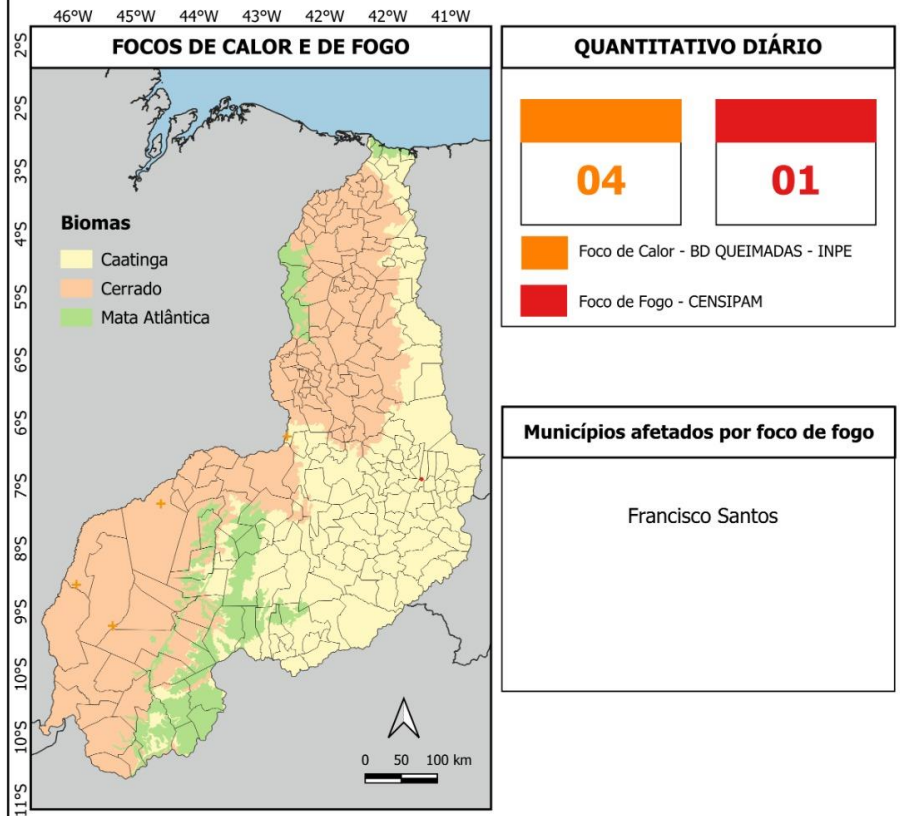 46°W 45°W 44°W 43°W 42°W 42°W 41°W
FOCOS DE CALOR E DE FOGO
2°S
2°S
3°S
4°S
5°S
6°S
6°S
7°S
8°S
9°S
10°S
10°S
11°S
Biomas
Caatinga
Cerrado
Mata Atlântica
0 50 100 km
QUANTITATIVO DIÁRIO
04 01
Foco de Calor - BD QUEIMADAS - INPE
Foco de Fogo - CENSIPAM
Municípios afetados por foco de fogo
Francisco Santos